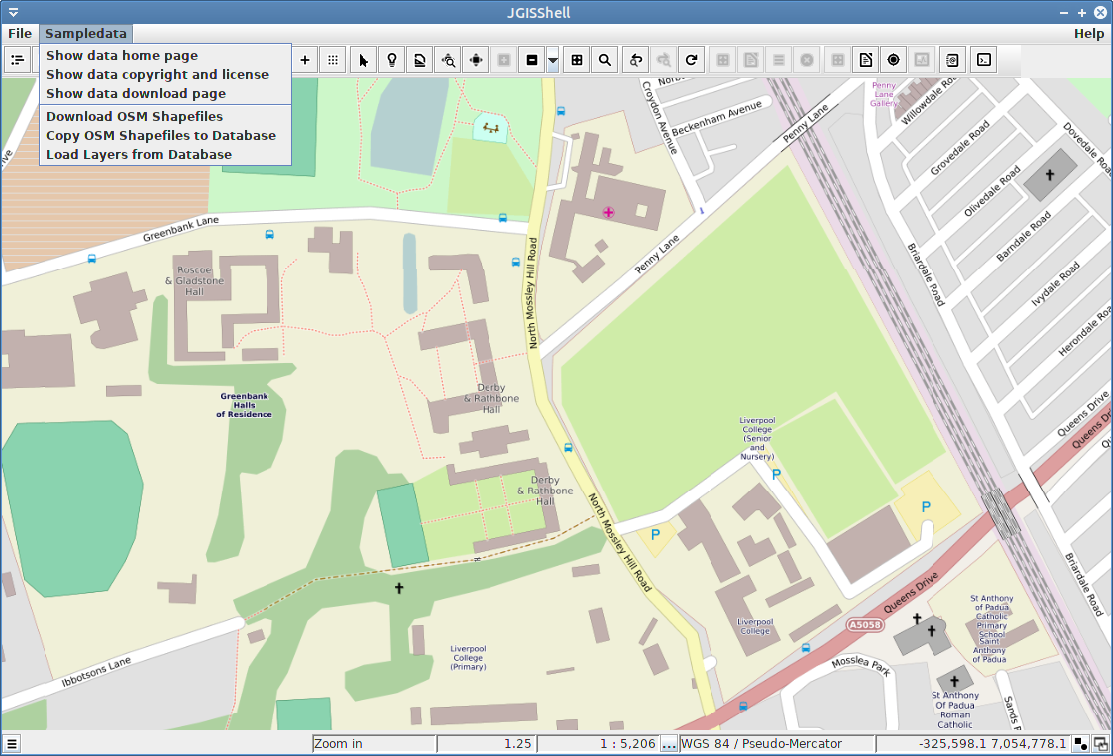 JGISShell
File Sampledata Help
Show data home page
Show data copyright and license
Show data download page
Download OSM Shapefiles
Copy OSM Shapefiles to Database
Load Layers from Database
Croydon Avenue
Beckenham Avenue
Penny Lane
Penny
Lane
Gallery
Willowdale Road
Grovedale Road
Dovedale Road
Olivedale Road
Barndale Road
Ivydale Road
Herondale Road
Briardale Road
Queens Drive
Queens Dr
Greenbank Lane
Roscoe
& Gladstone
Hall
North Mossley Hill Road
Penny Lane
Greenbank
Halls
of Residence
Derby
& Rathbone
Hall
Liverpool
College
(Senior
and
Nursery)
P
Derby
& Rathbone
Hall
P
P
North Mossley Hill Road
Briardale Road
Queens Drive
A5058
St Anthony
of Padua
Catholic
Primary
School
Saint
Anthony
of Padua
Liverpool
College
Liverpool
College
(Primary)
Ibbotsons Lane
Mosslea Park
St Anthony
Of Padua
Roman
Catholic
Sands
Zoom in 1.25 1 : 5,206 ... WGS 84 / Pseudo-Mercator -325,598.1 7,054,778.1